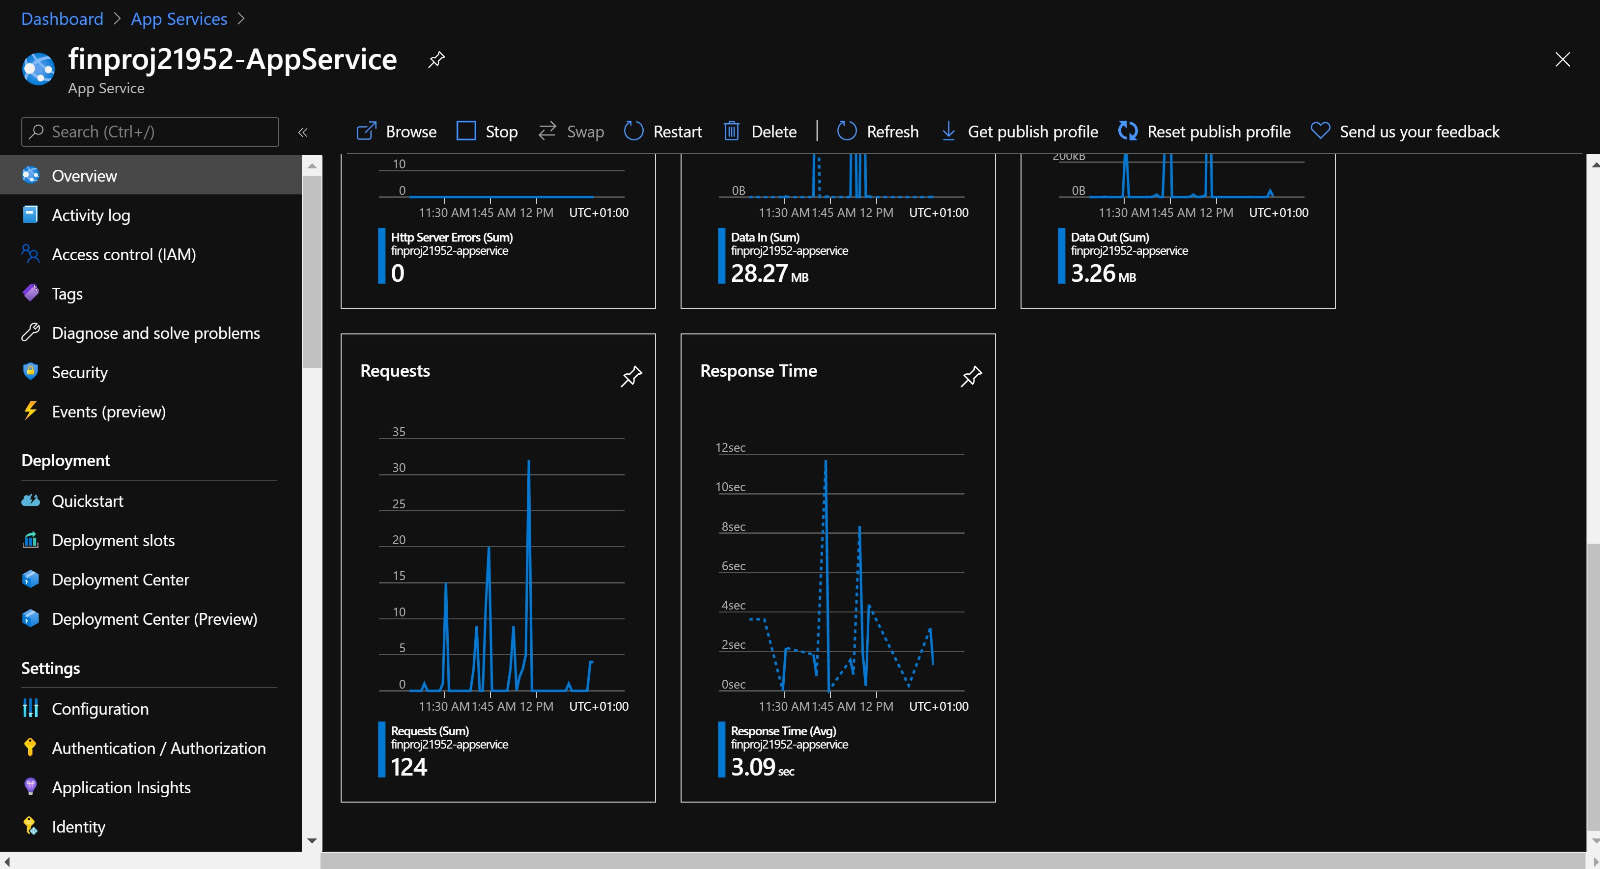 Dashboard > App Services >
finproj21952-AppService
App Service
Search (Ctrl+/)
«
Browse Stop Swap Restart Delete Refresh Get publish profile Reset publish profile Send us your feedback
Overview
Activity log
Access control (IAM)
Tags
Diagnose and solve problems
Security
Events (preview)
Deployment
Quickstart
Deployment slots
Deployment Center
Deployment Center (Preview)
Settings
Configuration
Authentication / Authorization
Application Insights
Identity
10
0
11:30 AM 1:45 AM 12 PM UTC+01:00
Http Server Errors (Sum)
finproj21952-appservice
0
0B
11:30 AM 1:45 AM 12 PM UTC+01:00
Data In (Sum)
finproj21952-appservice
28.27 MB
200kB
0B
11:30 AM 1:45 AM 12 PM UTC+01:00
Data Out (Sum)
finproj21952-appservice
3.26 MB
Requests
35
30
25
20
15
10
5
0
11:30 AM 1:45 AM 12 PM UTC+01:00
Requests (Sum)
finproj21952-appservice
124
Response Time
12sec
10sec
8sec
6sec
4sec
2sec
0sec
11:30 AM 1:45 AM 12 PM UTC+01:00
Response Time (Avg)
finproj21952-appservice
3.09 sec